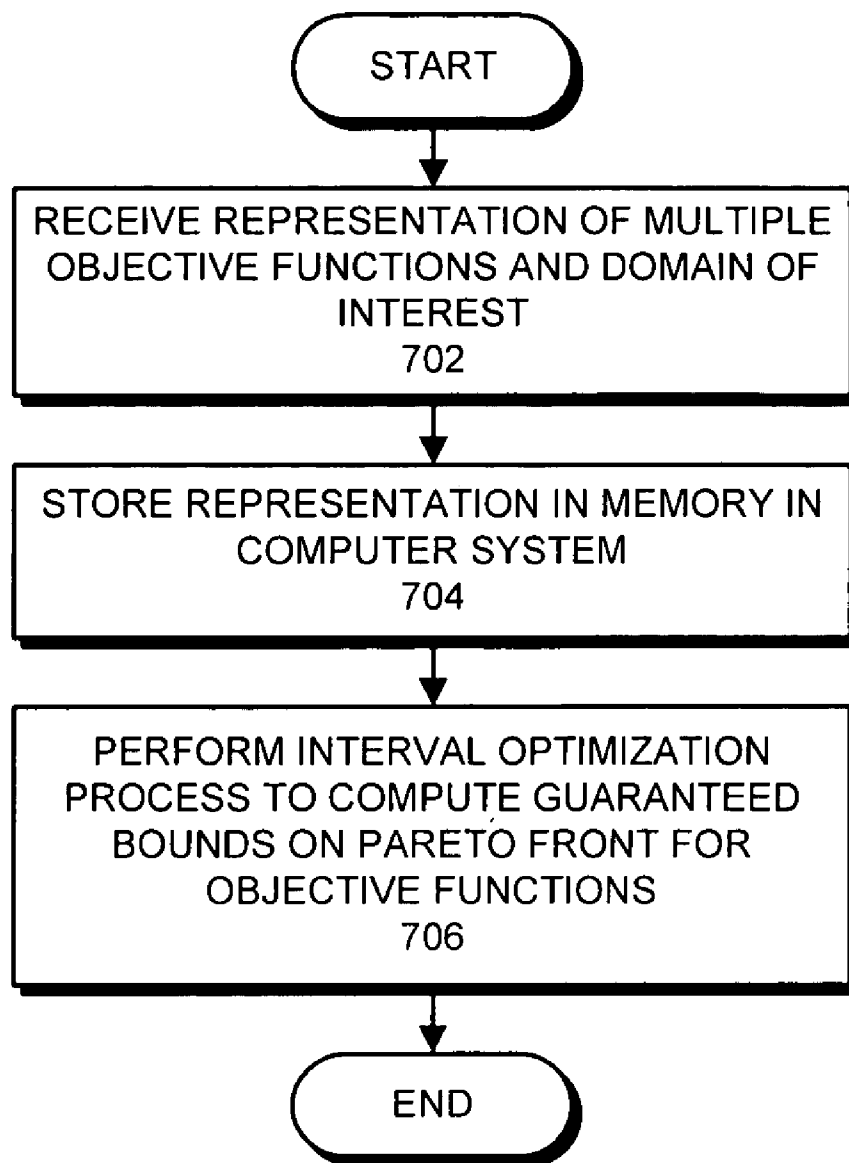 START
RECEIVE REPRESENTATION OF MULTIPLE
OBJECTIVE FUNCTIONS AND DOMAIN OF
INTEREST
702
STORE REPRESENTATION IN MEMORY IN
COMPUTER SYSTEM
704
PERFORM INTERVAL OPTIMIZATION
PROCESS TO COMPUTE GUARANTEED
BOUNDS ON PARETO FRONT FOR
OBJECTIVE FUNCTIONS
706
END